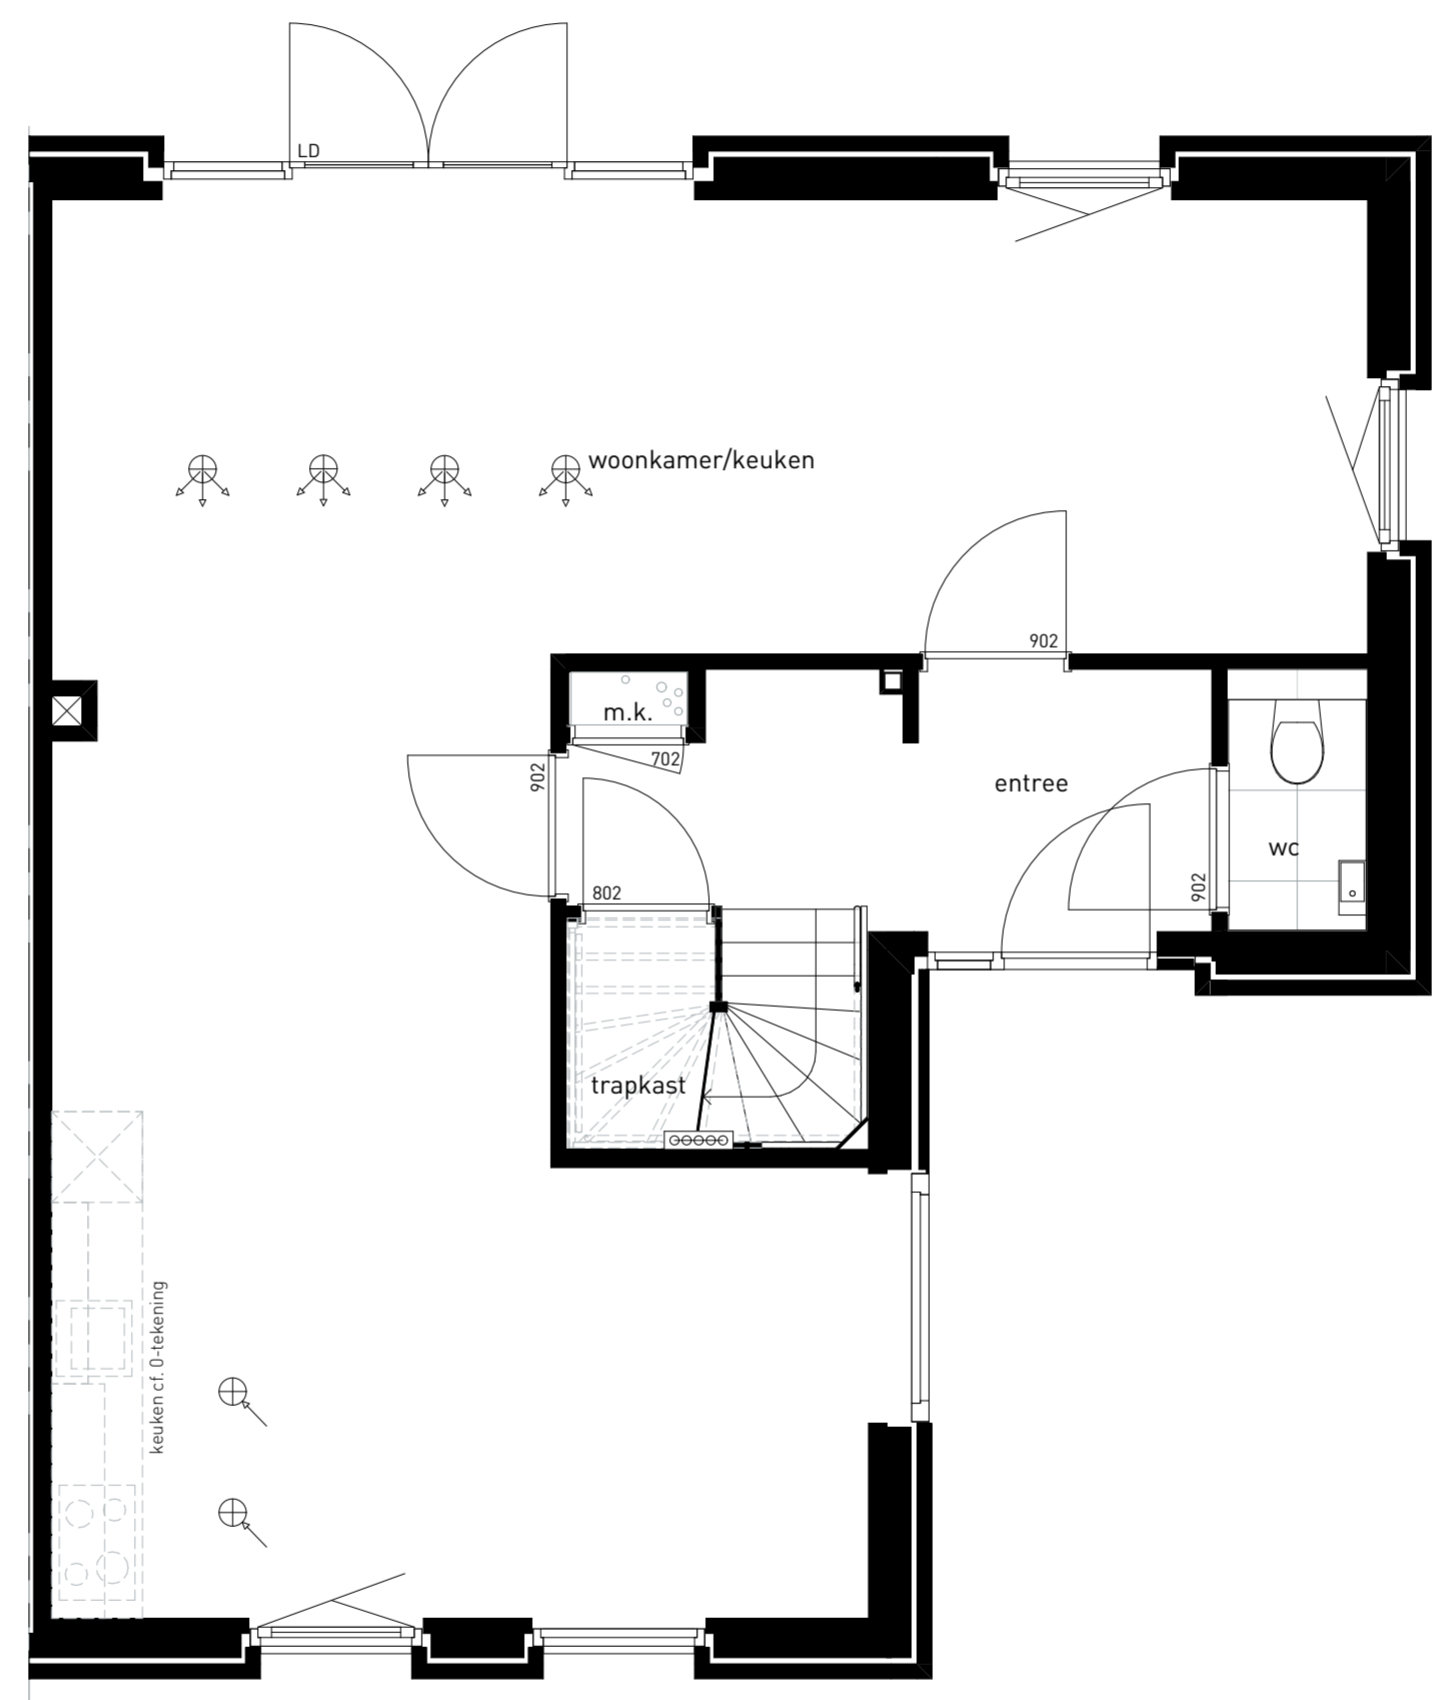 LD
woonkamer/keuken
902
m.k.
702
902
entree
wc
902
802
trapkast
keuken cf. 0-tekening